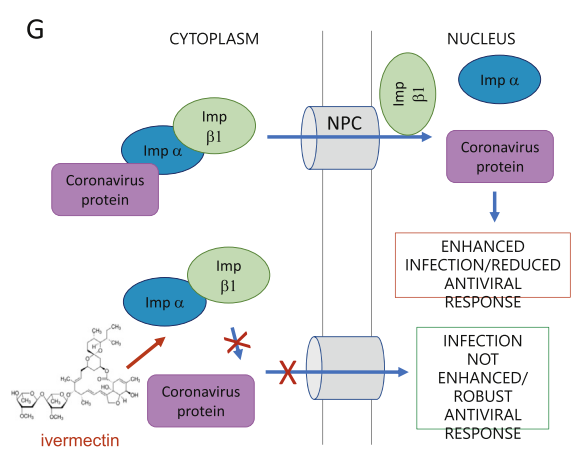 G
CYTOPLASM
NUCLEUS
Imp
β1
Imp α
Coronavirus
protein
NPC
Imp
β1
Imp α
Coronavirus
protein
ENHANCED
INFECTION/REDUCED
ANTIVIRAL
RESPONSE
Imp
β1
Imp α
Coronavirus
protein
ivermectin
INFECTION
NOT
ENHANCED/
ROBUST
ANTIVIRAL
RESPONSE